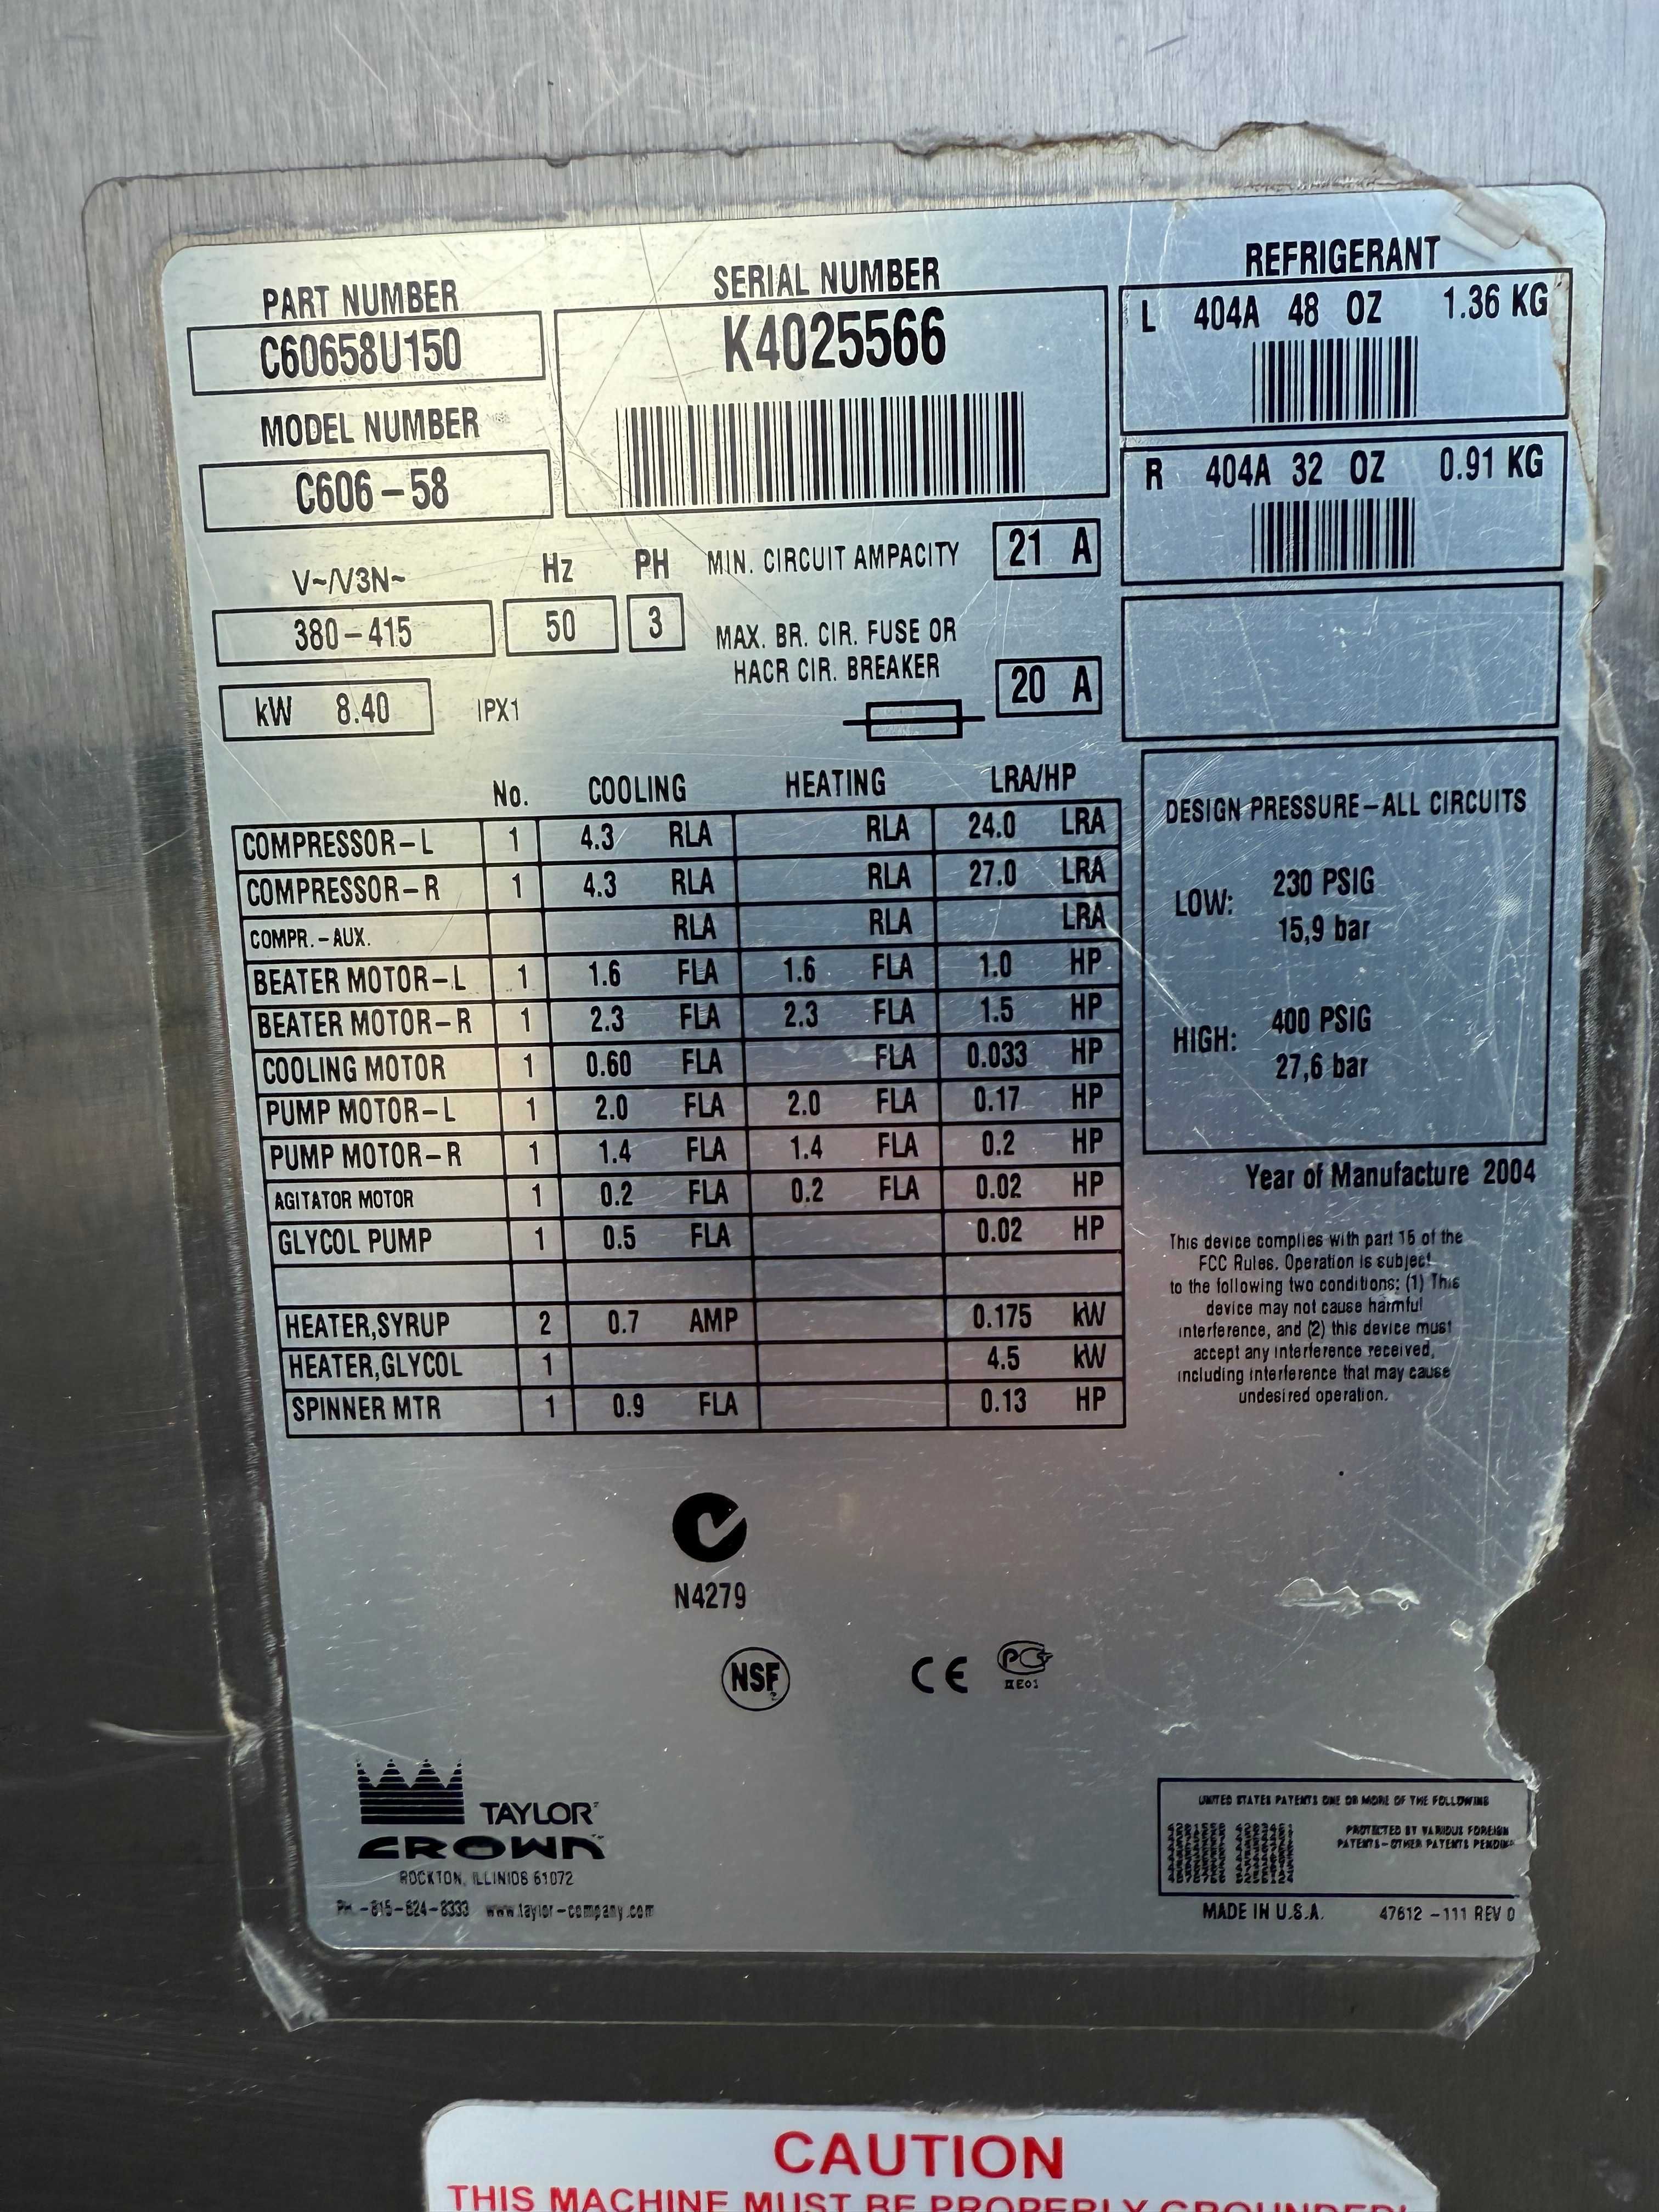 PART NUMBER
C60658U150
SERIAL NUMBER
K4025566
REFRIGERANT
L 404A 48 OZ 1.36 KG
R 404A 32 OZ 0.91 KG
MODEL NUMBER
C606-58
V~/V3N~ Hz PH
380-415 50 3
kW 8.40 IPX1
MIN. CIRCUIT AMPACITY 21 A
MAX. BR. CIR. FUSE OR
HACR CIR. BREAKER 20 A
No. COOLING HEATING LRA/HP
COMPRESSOR-L 1 4.3 RLA RLA 24.0 LRA
COMPRESSOR-R 1 4.3 RLA RLA 27.0 LRA
COMPR.-AUX. RLA RLA LRA
BEATER MOTOR-L 1 1.6 FLA 1.6 FLA 1.0 HP
BEATER MOTOR-R 1 2.3 FLA 2.3 FLA 1.5 HP
COOLING MOTOR 1 0.60 FLA FLA 0.033 HP
PUMP MOTOR-L 1 2.0 FLA 2.0 FLA 0.17 HP
PUMP MOTOR-R 1 1.4 FLA 1.4 FLA 0.2 HP
AGITATOR MOTOR 1 0.2 FLA 0.2 FLA 0.02 HP
GLYCOL PUMP 1 0.5 FLA 0.02 HP
HEATER,SYRUP 2 0.7 AMP 0.175 kW
HEATER,GLYCOL 1 4.5 kW
SPINNER MTR 1 0.9 FLA 0.13 HP
DESIGN PRESSURE-ALL CIRCUITS
LOW: 230 PSIG
15,9 bar
HIGH: 400 PSIG
27,6 bar
Year of Manufacture 2004
This device complies with part 15 of the
FCC Rules. Operation is subject
to the following two conditions: (1) This
device may not cause harmful
interference, and (2) this device must
accept any interference received,
including interference that may cause
undesired operation.
N4279
NSF
CE
PC
ME01
TAYLOR
CROWN
ROCKTON, ILLINIOS 61072
PH.-815-624-8333 www.taylor-company.com
UNITED STATES PATENTS ONE OR MORE OF THE FOLLOWING
PROTECTED BY VARIOUS FOREIGN
PATENTS-OTHER PATENTS
MADE IN U.S.A. 47612-111 REV 0
CAUTION
THIS MACHINE MUST BE PROPERLY GROUNDED!